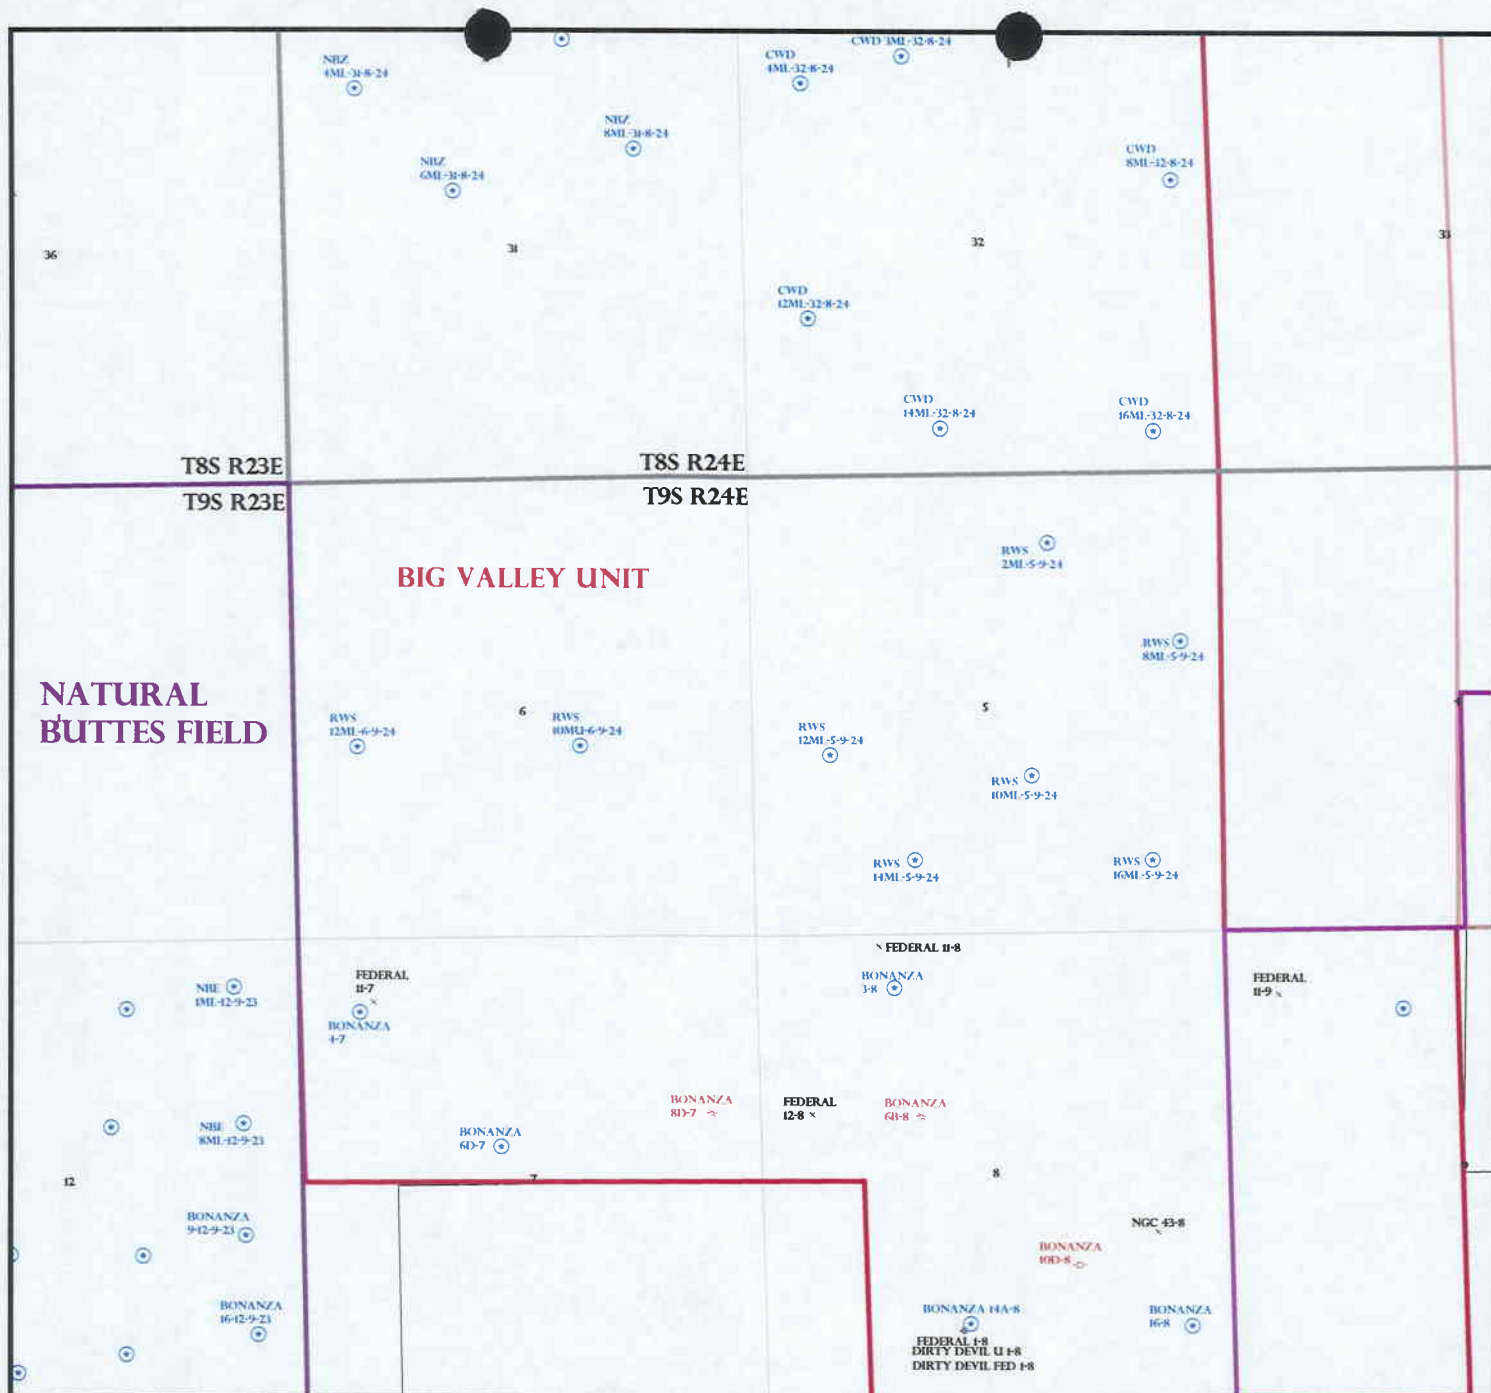 CWD 3ML-32-8-24
NBZ
4ML-31-8-24
CWD
4ML-32-8-24
NBZ
8ML-31-8-24
NBZ
6ML-31-8-24
CWD
8ML-32-8-24
36
31
32
33
CWD
12ML-32-8-24
CWD
14ML-32-8-24
CWD
16ML-32-8-24
T8S R23E
T8S R24E
T9S R23E
T9S R24E
RWS
2ML-5-9-24
BIG VALLEY UNIT
RWS
8ML-5-9-24
NATURAL
BUTTES FIELD
6
5
RWS
12ML-6-9-24
RWS
10MU-6-9-24
RWS
12ML-5-9-24
RWS
10ML-5-9-24
RWS
14ML-5-9-24
RWS
16ML-5-9-24
FEDERAL 11-8
FEDERAL
11-7
BONANZA
3-8
FEDERAL
11-9
NBE
1ML-12-9-23
BONANZA
4-7
BONANZA
8D-7
FEDERAL
12-8
BONANZA
6B-8
NBE
8ML-12-9-23
BONANZA
6D-7
12
7
8
9
BONANZA
9-12-9-23
NGC 43-8
BONANZA
10D-8
BONANZA
16-12-9-23
BONANZA 14A-8
BONANZA
16-8
FEDERAL 1-8
DIRTY DEVIL U 1-8
DIRTY DEVIL FED 1-8